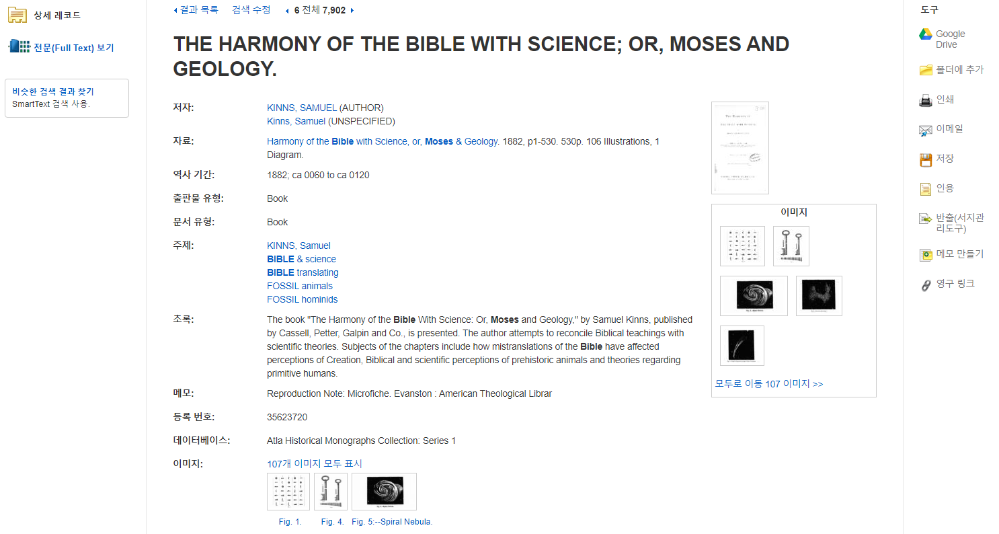 상세 레코드
전문(Full Text) 보기
비슷한 검색 결과 찾기
SmartText 검색 사용.
결과 목록 검색 수정 6 전체 7,902
THE HARMONY OF THE BIBLE WITH SCIENCE; OR, MOSES AND
GEOLOGY.
저자: KINNS, SAMUEL (AUTHOR)
Kinns, Samuel (UNSPECIFIED)
자료: Harmony of the Bible with Science, or, Moses & Geology. 1882, p1-530. 530p. 106 Illustrations, 1
Diagram.
역사 기간: 1882; ca 0060 to ca 0120
출판물 유형: Book
문서 유형: Book
주제: KINNS, Samuel
BIBLE & science
BIBLE translating
FOSSIL animals
FOSSIL hominids
초록: The book "The Harmony of the Bible With Science: Or, Moses and Geology," by Samuel Kinns, published
by Cassell, Petter, Galpin and Co., is presented. The author attempts to reconcile Biblical teachings with
scientific theories. Subjects of the chapters include how mistranslations of the Bible have affected
perceptions of Creation, Biblical and scientific perceptions of prehistoric animals and theories regarding
primitive humans.
메모: Reproduction Note: Microfiche. Evanston : American Theological Librar
등록 번호: 35623720
데이터베이스: Atla Historical Monographs Collection: Series 1
이미지: 107개 이미지 모두 표시
Fig. 1. Fig. 4. Fig. 5:--Spiral Nebula.
이미지
모두로 이동 107 이미지 >>
도구
Google
Drive
폴더에 추가
인쇄
이메일
저장
인용
반출(서지관
리도구)
메모 만들기
영구 링크